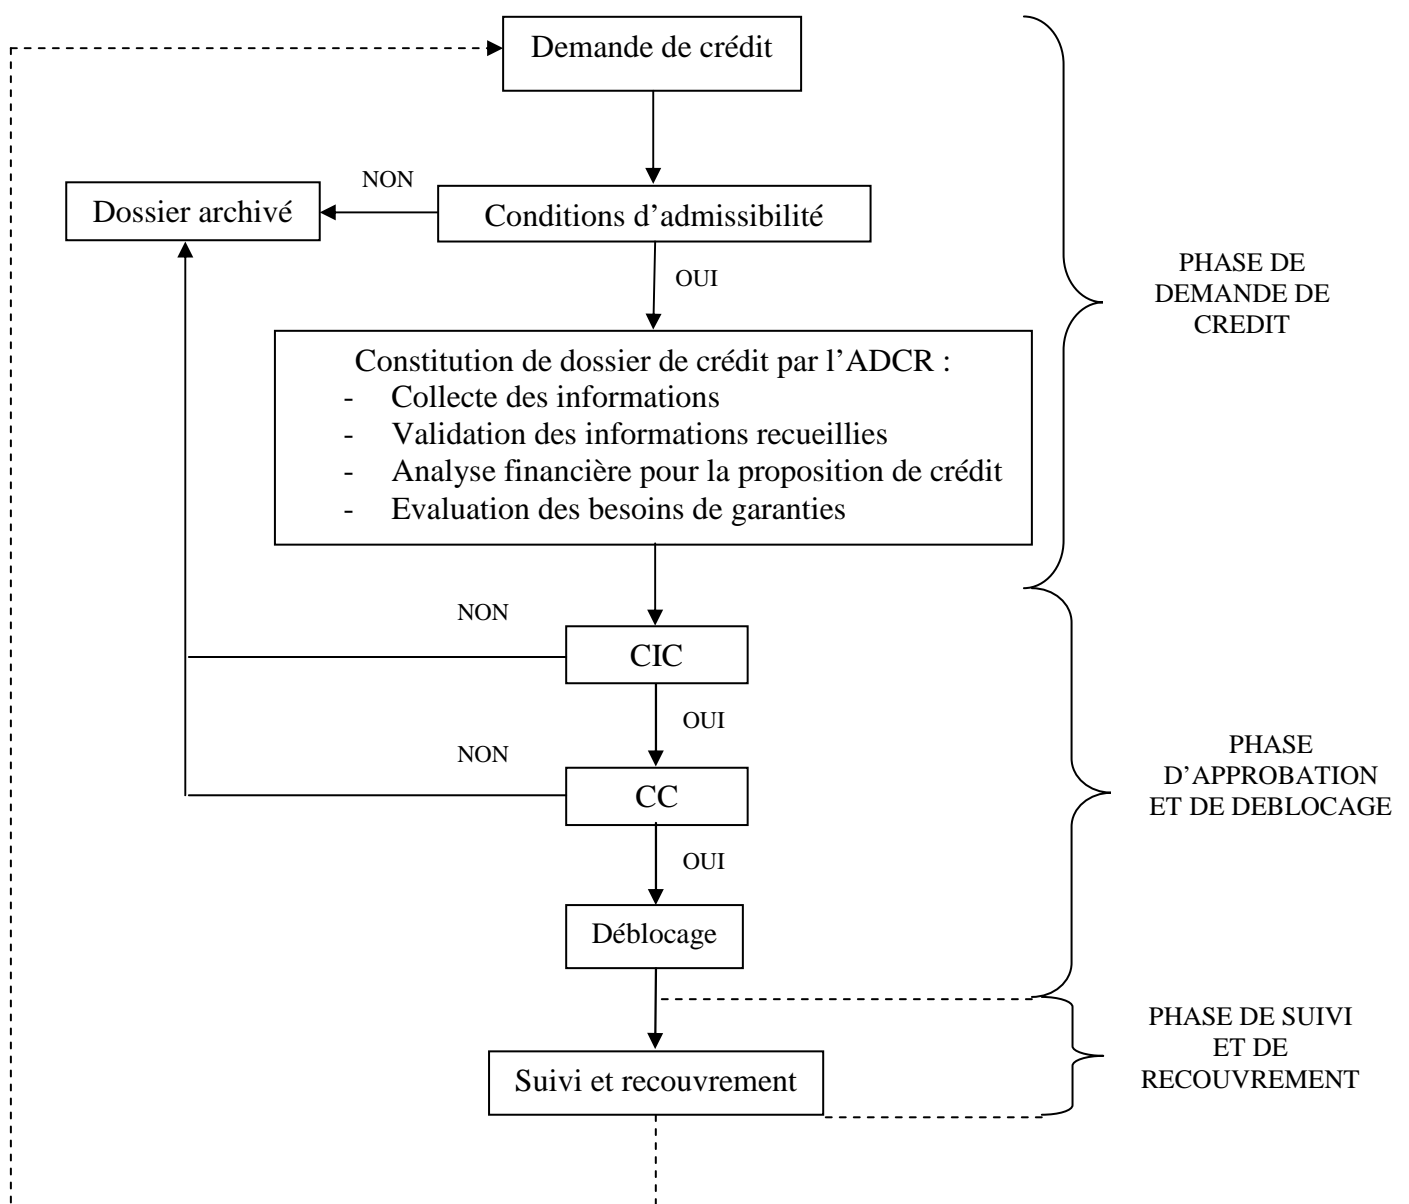 Demande de crédit
NON
Dossier archivé
Conditions d’admissibilité
OUI
PHASE DE
DEMANDE DE
CREDIT
Constitution de dossier de crédit par l’ADCR :
- Collecte des informations
- Validation des informations recueillies
- Analyse financière pour la proposition de crédit
- Evaluation des besoins de garanties
NON
CIC
OUI
NON
CC
PHASE
D’APPROBATION
ET DE DEBLOCAGE
OUI
Déblocage
PHASE DE SUIVI
ET DE
RECOUVREMENT
Suivi et recouvrement